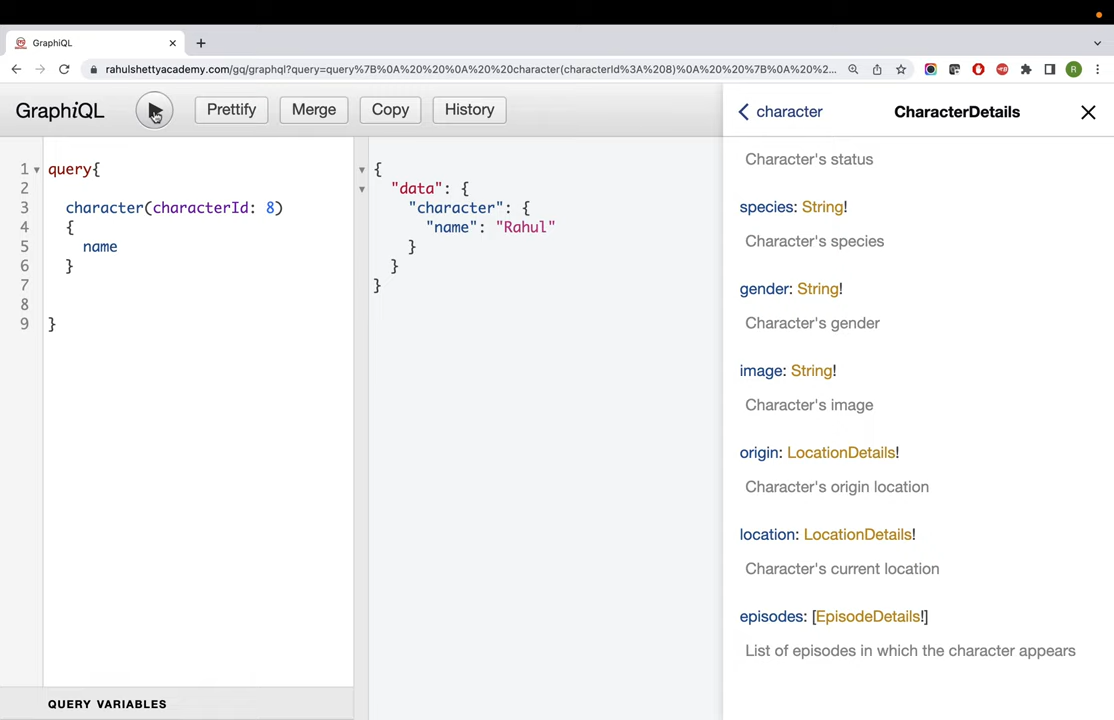 GraphiQL
rahulshettyacademy.com/gq/graphql?query=query%7B%0A%20%20%0A%20%20character(characterId%3A%208)%0A%20%20%7B%0A%20%2...
R
GraphiQL
Prettify
Merge
Copy
History
character
CharacterDetails
1 query{
2
3 character(characterId: 8)
4 {
5 name
6 }
7
8
9 }
{
"data": {
"character": {
"name": "Rahul"
}
}
}
Character's status
species: String!
Character's species
gender: String!
Character's gender
image: String!
Character's image
origin: LocationDetails!
Character's origin location
location: LocationDetails!
Character's current location
episodes: [EpisodeDetails!]
List of episodes in which the character appears
QUERY VARIABLES